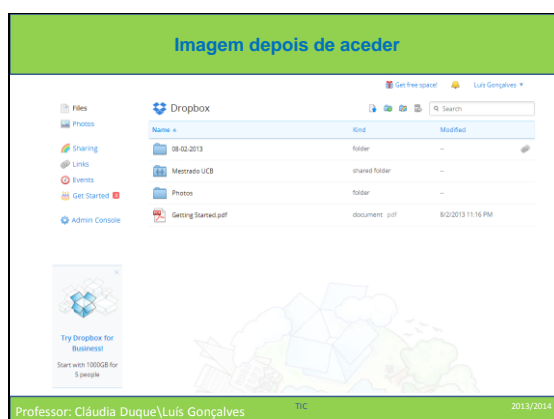 Imagem depois de aceder
Get free space! Luís Gonçalves
Files
Photos
Sharing
Links
Events
Get Started
Admin Console
Dropbox
Search
Name Kind Modified
08-02-2013 folder --
Mestrado UCB shared folder --
Photos folder --
Getting Started.pdf document pdf 8/2/2013 11:16 PM
Try Dropbox for
Business!
Start with 1000GB for
5 people
Professor: Cláudia Duque\Luís Gonçalves TIC 2013/2014